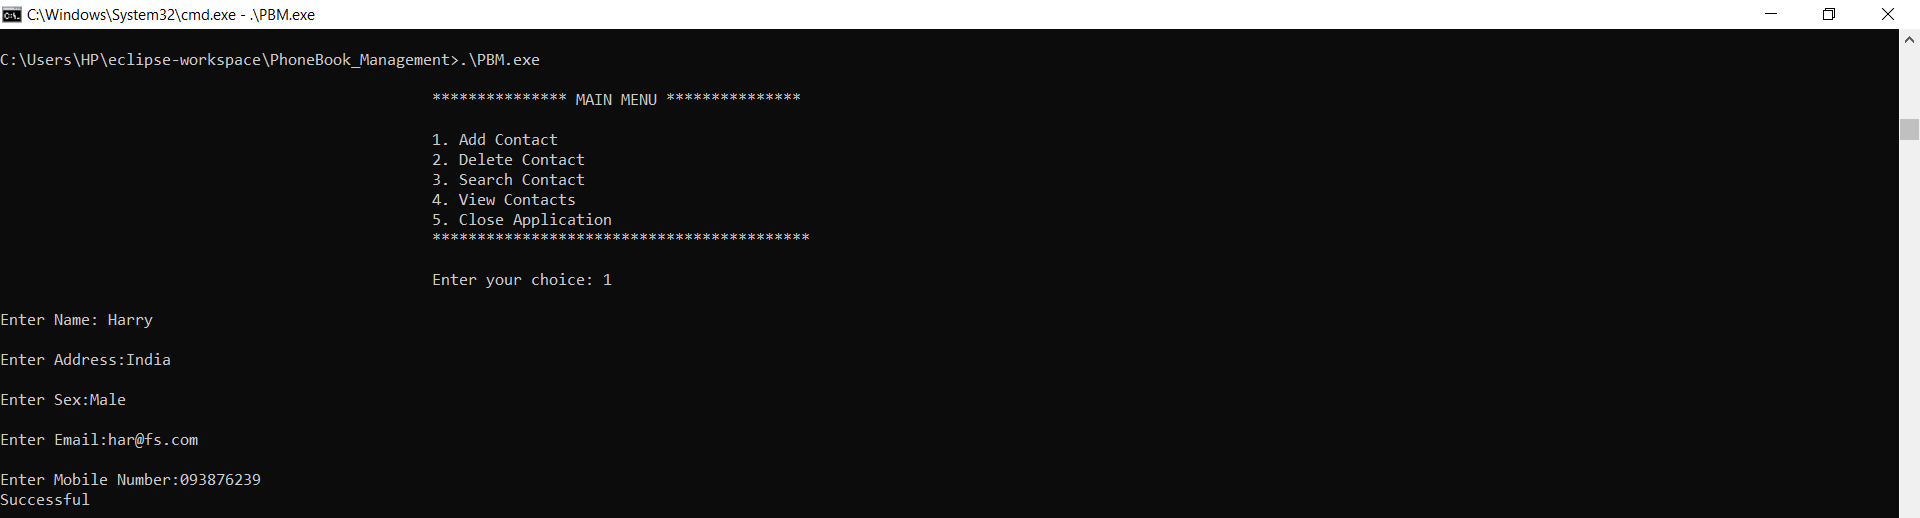 C:\Windows\System32\cmd.exe - .\PBM.exe
C:\Users\HP\eclipse-workspace\PhoneBook_Management>.\PBM.exe
*************** MAIN MENU ***************
1. Add Contact
2. Delete Contact
3. Search Contact
4. View Contacts
5. Close Application
******************************************
Enter your choice: 1
Enter Name: Harry
Enter Address:India
Enter Sex:Male
Enter Email:har@fs.com
Enter Mobile Number:093876239
Successful